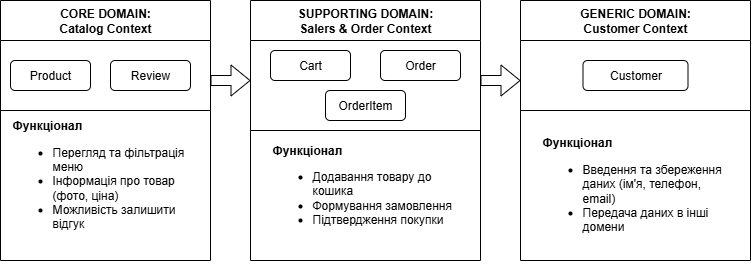 CORE DOMAIN:
Catalog Context
Product
Review
Функціонал
Перегляд та фільтрація
меню
Інформація про товар
(фото, ціна)
Можливість залишити
відгук
SUPPORTING DOMAIN:
Salers & Order Context
Cart
Order
OrderItem
Функціонал
Додавання товару до
кошика
Формування замовлення
Підтвердження покупки
GENERIC DOMAIN:
Customer Context
Customer
Функціонал
Введення та збереження
даних (ім'я, телефон,
email)
Передача даних в інші
домени